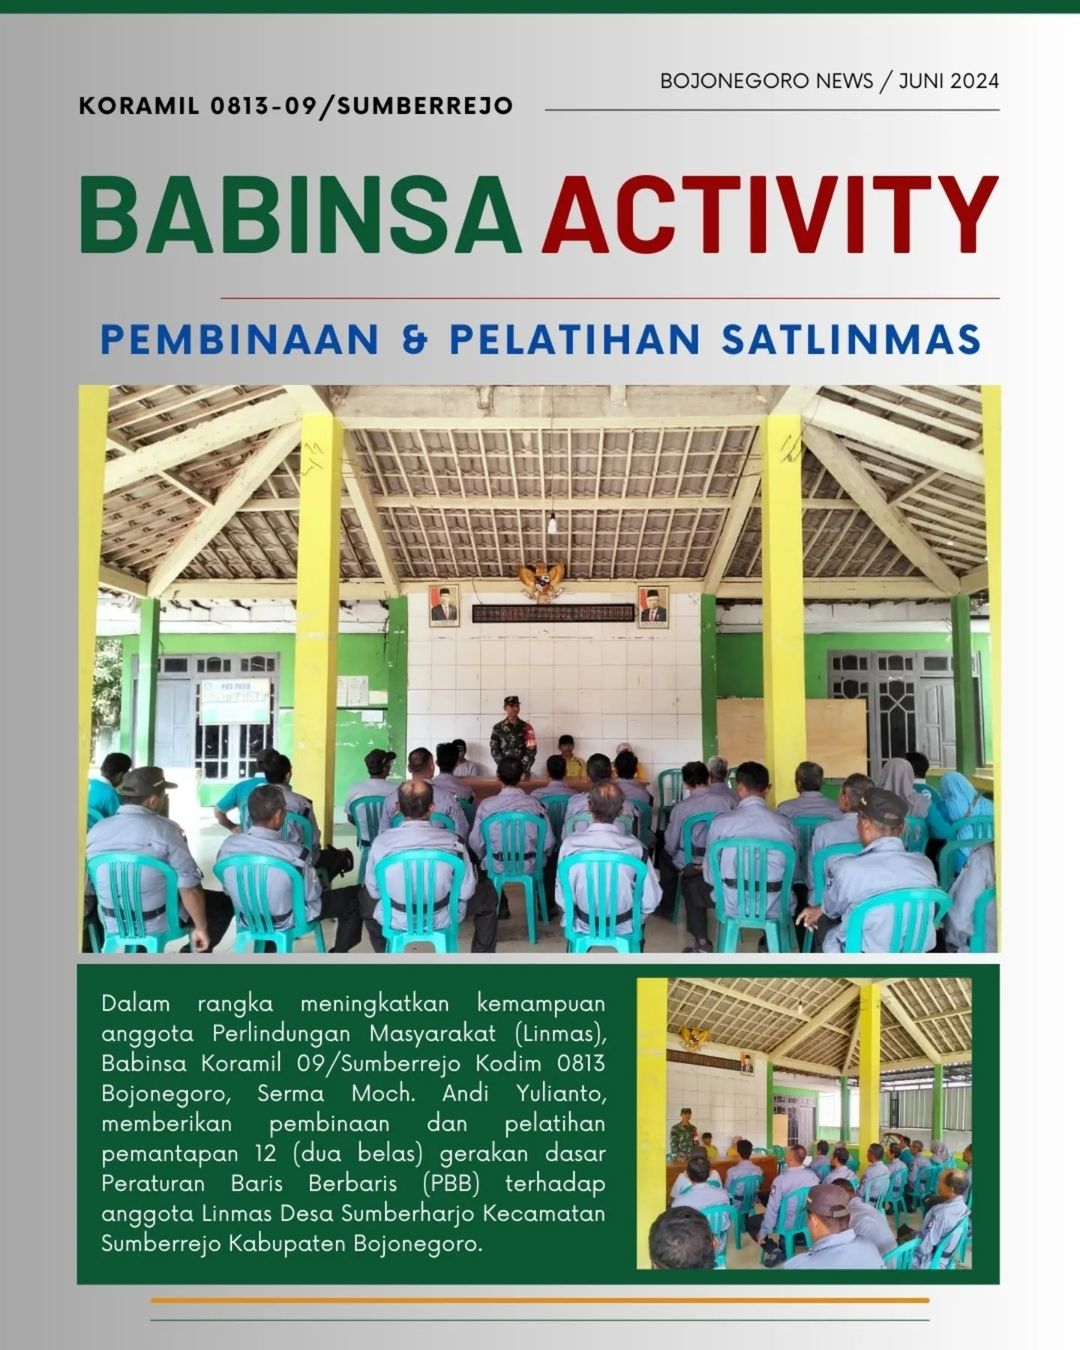 BOJONEGORO NEWS / JUNI 2024
KORAMIL 0813-09/SUMBERREJO
BABINSA ACTIVITY
PEMBINAAN & PELATIHAN SATLINMAS
Dalam rangka meningkatkan kemampuan
anggota Perlindungan Masyarakat (Linmas),
Babinsa Koramil 09/Sumberrejo Kodim 0813
Bojonegoro, Serma Moch. Andi Yulianto,
memberikan pembinaan dan pelatihan
pemantapan 12 (dua belas) gerakan dasar
Peraturan Baris Berbaris (PBB) terhadap
anggota Linmas Desa Sumberharjo Kecamatan
Sumberrejo Kabupaten Bojonegoro.